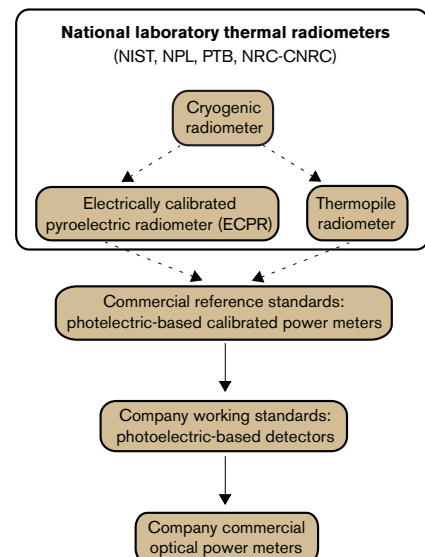 National laboratory thermal radiometers
(NIST, NPL, PTB, NRC-CNRC)
Cryogenic
radiometer
Electrically calibrated
pyroelectric radiometer (ECPR)
Thermopile
radiometer
Commercial reference standards:
photelectric-based calibrated power meters
Company working standards:
photoelectric-based detectors
Company commercial
optical power meters